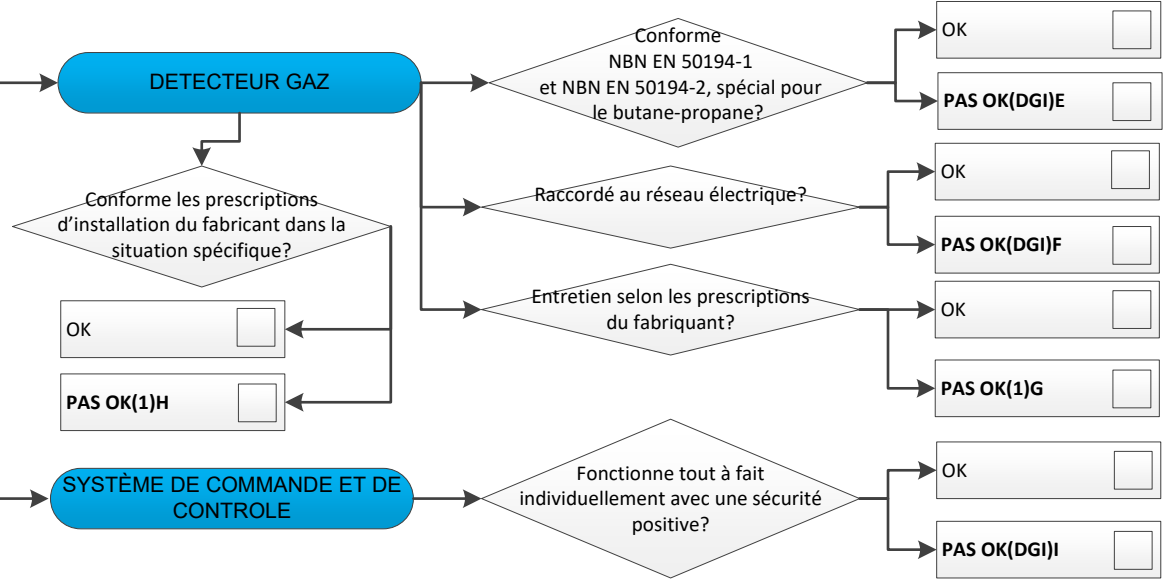 DETECTEUR GAZ
Conforme
NBN EN 50194-1
et NBN EN 50194-2, spécial pour
le butane-propane?
OK
PAS OK(DGI)E
Raccordé au réseau électrique?
OK
PAS OK(DGI)F
Entretien selon les prescriptions
du fabriquant?
OK
PAS OK(1)G
Conforme les prescriptions
d’installation du fabricant dans la
situation spécifique?
OK
PAS OK(1)H
SYSTÈME DE COMMANDE ET DE
CONTROLE
Fonctionne tout à fait
individuellement avec une sécurité
positive?
OK
PAS OK(DGI)I